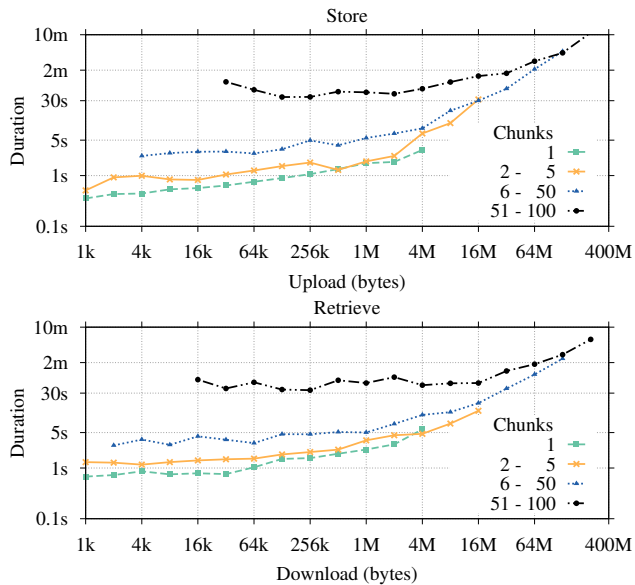 Store
10m
2m
30s
5s
1s
0.1s
Duration
Chunks
1
2 - 5
6 - 50
51 - 100
1k 4k 16k 64k 256k 1M 4M 16M 64M 400M
Upload (bytes)
Retrieve
10m
2m
30s
5s
1s
0.1s
Duration
Chunks
1
2 - 5
6 - 50
51 - 100
1k 4k 16k 64k 256k 1M 4M 16M 64M 400M
Download (bytes)